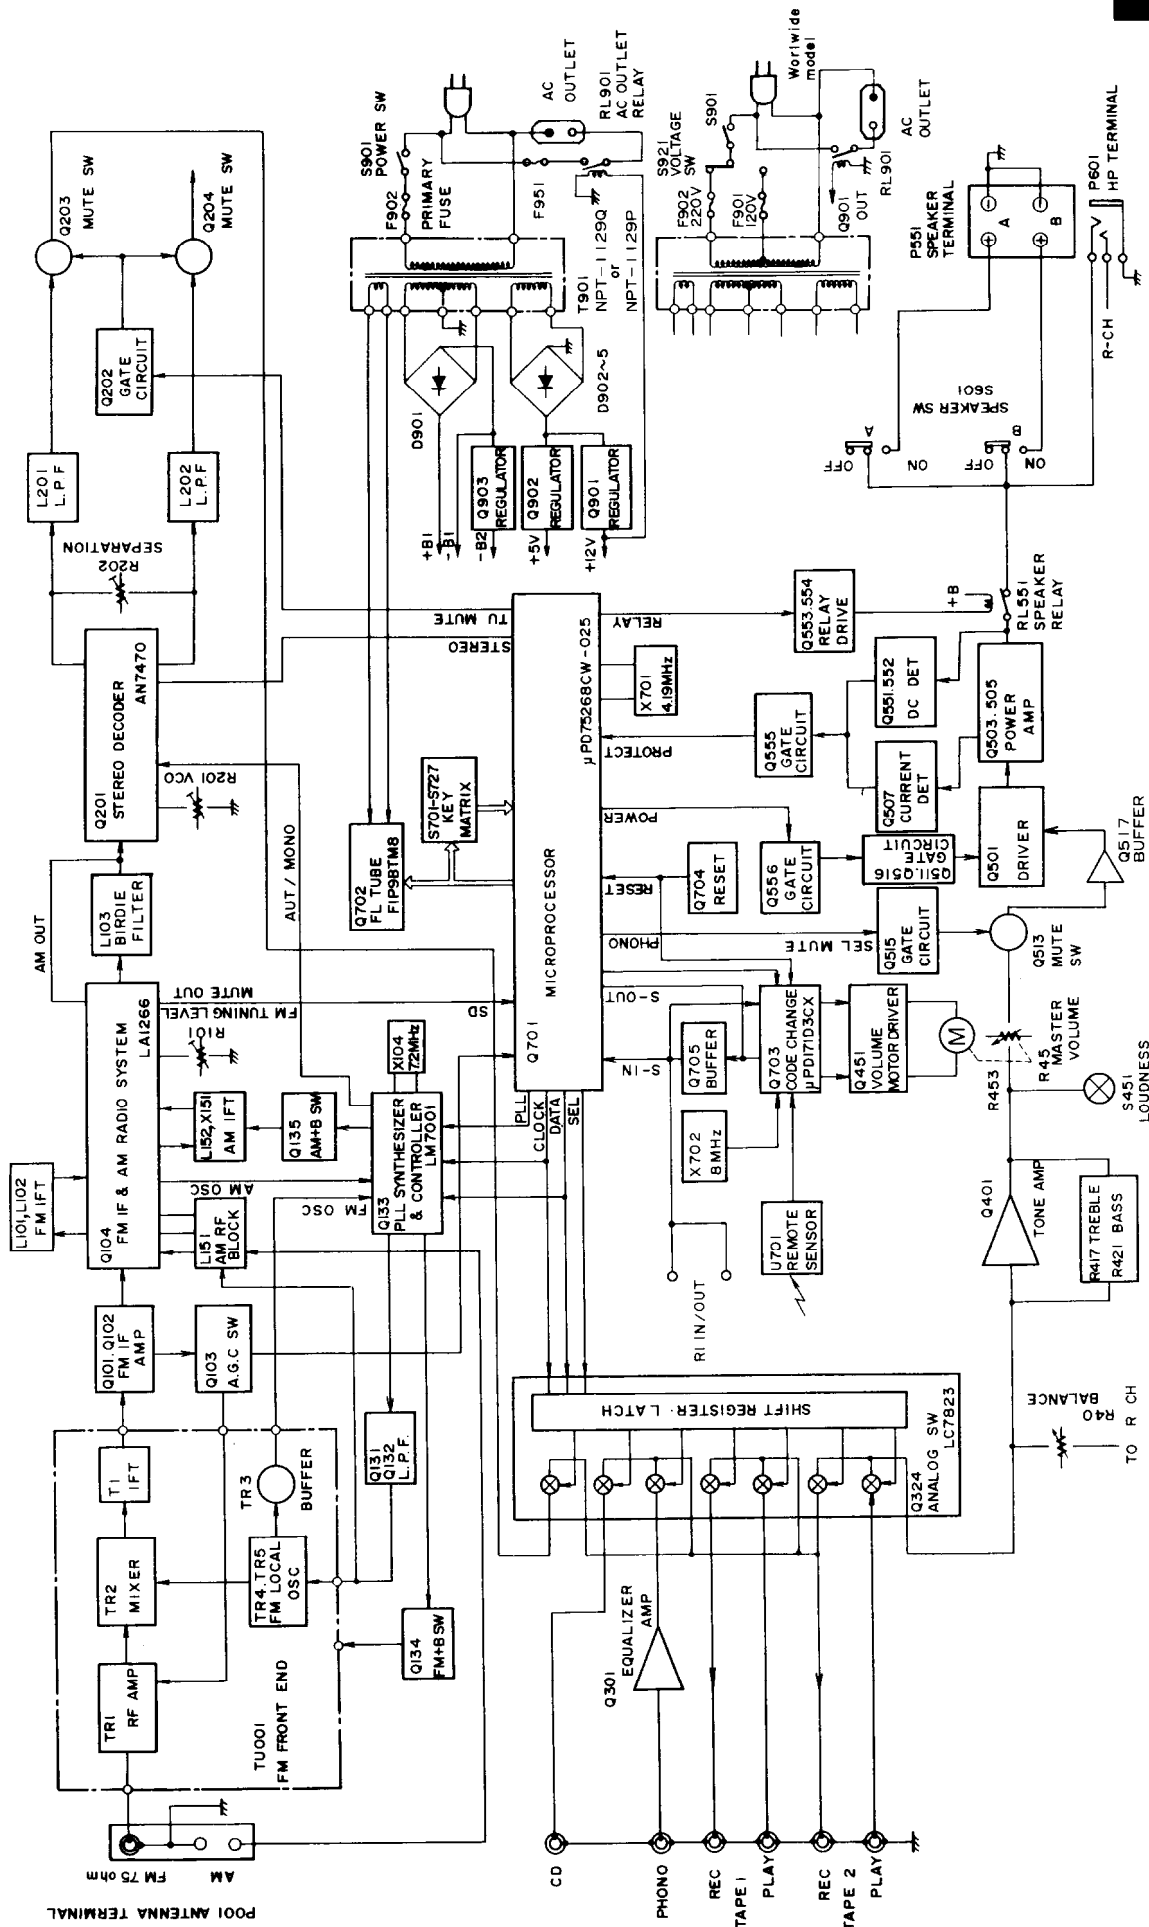 P001 ANTENNA TERMINAL
FM 75 ohm
AM
TU001
FM FRONT END
TR1
RF AMP
TR2
MIXER
T1
IFT
TR4.TR5
FM LOCAL
OSC
TR3
BUFFER
Q101.Q102
FM IF
AMP
Q103
A.G.C SW
Q134
FM+B SW
Q131
Q132
L.P.F.
L101,L102
FM IFT
Q104
FM IF & AM RADIO SYSTEM
LA1266
L151
AM RF
BLOCK
AM OSC
FM OSC
L152,X151
AM IFT
Q135
AM+B SW
Q133
PLL SYNTHESIZER
& CONTROLLER
LM7001
X104
7.2MHz
R101
FM TUNING LEVEL
MUTE OUT
SD
AM OUT
L103
BIRDIE
FILTER
AUT/MONO
Q201
STEREO DECODER
AN7470
R201 VCO
R202
SEPARATION
L201
L.P.F
L202
L.P.F
Q202
GATE
CIRCUIT
Q203
MUTE SW
Q204
MUTE SW
STEREO
TU MUTE
Q702
FL TUBE
FIP9BTM8
S701-S727
KEY
MATRIX
D901
D902~5
+B1
-B1
-B2
+5V
+12V
Q903
REGULATOR
Q902
REGULATOR
Q901
REGULATOR
S901
POWER SW
F902
PRIMARY
FUSE
F951
AC
OUTLET
RL901
AC OUTLET
RELAY
T901
NPT-1129Q
or
NPT-1129P
S921
VOLTAGE
SW
S901
F902
220V
F901
120V
Worlwide
model
Q901
OUT
RL901
AC
OUTLET
Q701
MICROPROCESSOR
µPD75268CW-025
PLL
CLOCK
DATA
SEL
S-IN
S-OUT
PHONO
RESET
POWER
PROTECT
RELAY
X701
4.19MHz
Q704
RESET
Q705
BUFFER
Q703
CODE CHANGE
µPD171D3CX
X702
8MHz
U701
REMOTE
SENSOR
RI IN/OUT
Q451
VOLUME
MOTOR DRIVER
M
SEL MUTE
Q515
GATE
CIRCUIT
Q556
GATE
CIRCUIT
Q511.Q516
GATE
CIRCUIT
Q555
GATE
CIRCUIT
Q507
CURRENT
DET
Q551.552
DC DET
Q553.554
RELAY
DRIVE
+B
RL551
SPEAKER
RELAY
Q501
DRIVER
Q503.505
POWER
AMP
Q517
BUFFER
Q513
MUTE
SW
R453
R45
MASTER
VOLUME
S451
LOUDNESS
Q401
TONE AMP
R417 TREBLE
R421 BASS
R40
BALANCE
TO R CH
SHIFT REGISTER·LATCH
Q324
ANALOG SW
LC7823
Q301
EQUALIZER
AMP
CD
PHONO
REC
TAPE 1
PLAY
REC
TAPE 2
PLAY
SPEAKER SW
S601
A
OFF
ON
B
OFF
ON
P551
SPEAKER
TERMINAL
A
B
R-CH
P601
HP TERMINAL